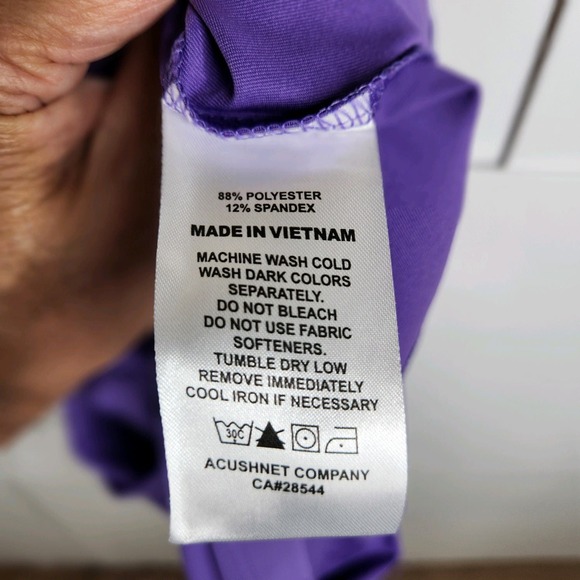 88% POLYESTER
12% SPANDEX
MADE IN VIETNAM
MACHINE WASH COLD
WASH DARK COLORS
SEPARATELY.
DO NOT BLEACH
DO NOT USE FABRIC
SOFTENERS.
TUMBLE DRY LOW
REMOVE IMMEDIATELY
COOL IRON IF NECESSARY
30C
ACUSHNET COMPANY
CA#28544